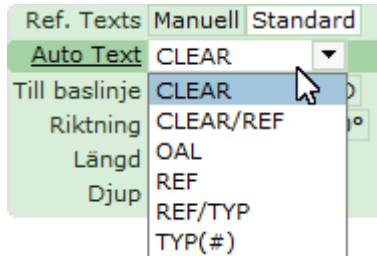 Ref. Texts Manuell Standard
Auto Text CLEAR
Till baslinje CLEAR
Riktning CLEAR/REF
Längd OAL
Djup REF
REF/TYP
TYP(#)